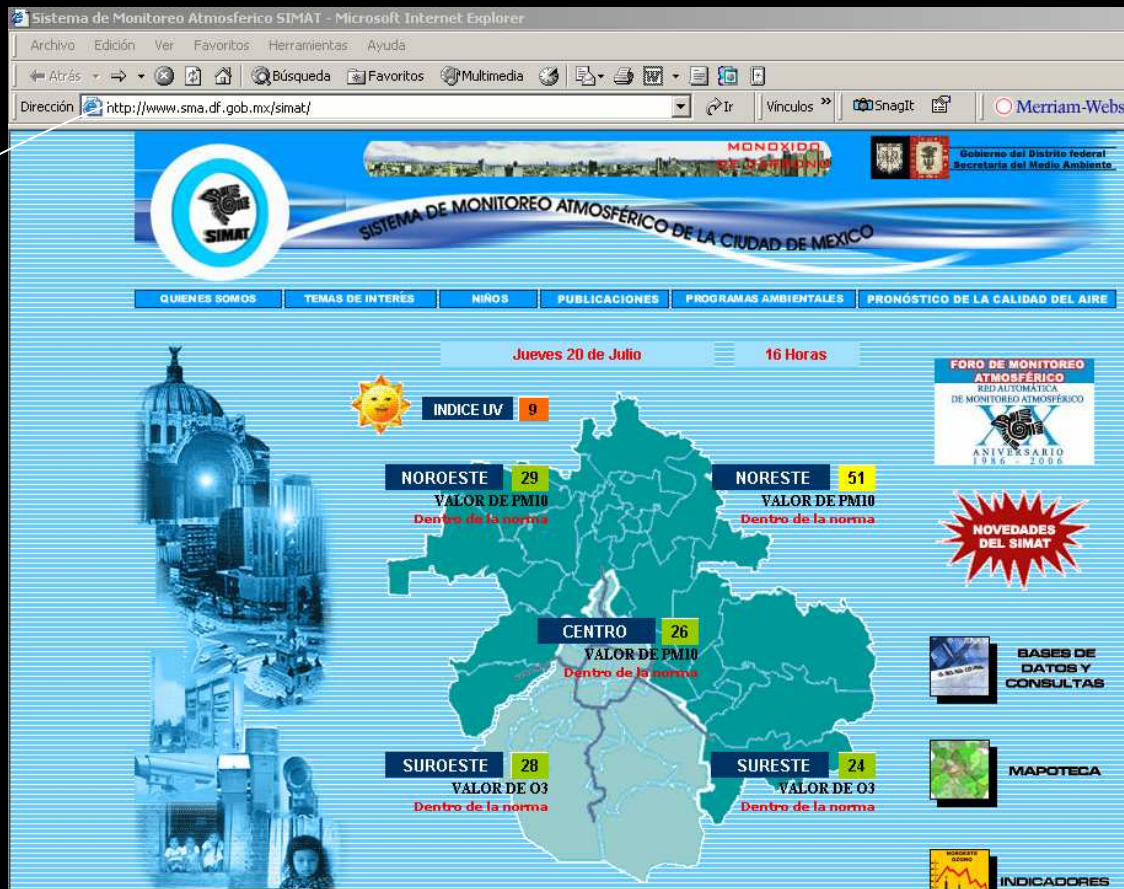 Sistema de Monitoreo Atmosferico SIMAT - Microsoft Internet Explorer
Archivo Edición Ver Favoritos Herramientas Ayuda
Atrás Búsqueda Favoritos Multimedia
Dirección http://www.sma.df.gob.mx/simat/ Ir Vínculos » SnagIt Merriam-Webs
MONOXIDO
DE CARBONO
Gobierno del Distrito federal
Secretaria del Medio Ambiente
SIMAT
SISTEMA DE MONITOREO ATMOSFÉRICO DE LA CIUDAD DE MEXICO
QUIENES SOMOS TEMAS DE INTERÉS NIÑOS PUBLICACIONES PROGRAMAS AMBIENTALES PRONÓSTICO DE LA CALIDAD DEL AIRE
Jueves 20 de Julio 16 Horas
FORO DE MONITOREO
ATMOSFÉRICO
RED AUTOMÁTICA
DE MONITOREO ATMOSFÉRICO
XX
ANIVERSARIO
1986 - 2006
INDICE UV 9
NOROESTE 29
VALOR DE PM10
Dentro de la norma
NORESTE 51
VALOR DE PM10
Dentro de la norma
NOVEDADES
DEL SIMAT
CENTRO 26
VALOR DE PM10
Dentro de la norma
BASES DE
DATOS Y
CONSULTAS
SUROESTE 28
VALOR DE O3
Dentro de la norma
SURESTE 24
VALOR DE O3
Dentro de la norma
MAPOTECA
NOROESTE
OZONO
INDICADORES